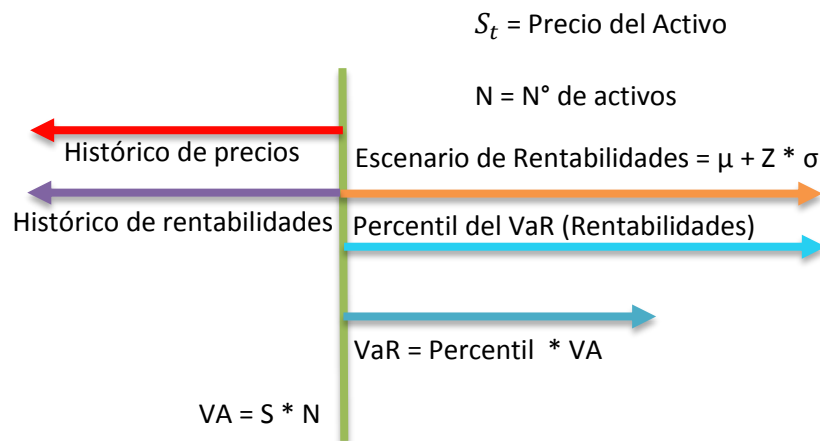 𝑆𝑡 = Precio del Activo
N = N° de activos
Histórico de precios
Escenario de Rentabilidades = μ + Z * σ
Histórico de rentabilidades
Percentil del VaR (Rentabilidades)
VaR = Percentil * VA
VA = S * N